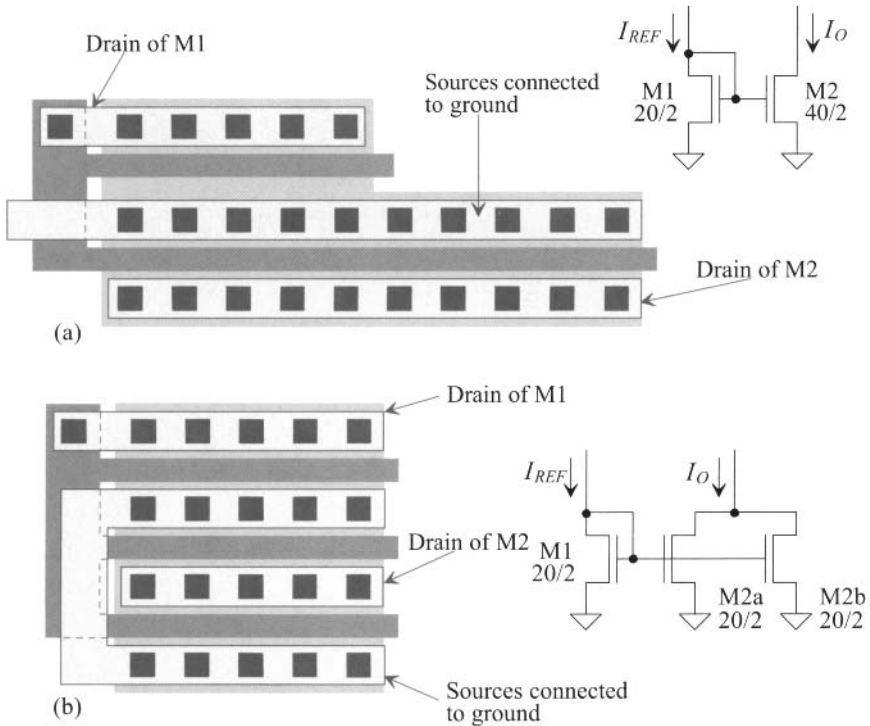 Drain of M1
Sources connected
to ground
I_REF
I_O
M1
20/2
M2
40/2
Drain of M2
(a)
Drain of M1
Drain of M2
I_REF
I_O
M1
20/2
M2a
20/2
M2b
20/2
Sources connected
to ground
(b)